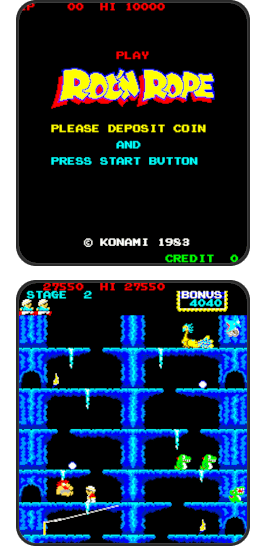 P 00 HI 10000
PLAY
ROC'N ROPE
PLEASE DEPOSIT COIN
AND
PRESS START BUTTON
© KONAMI 1983
CREDIT 0
27550 HI 27550
STAGE 2
BONUS
4040